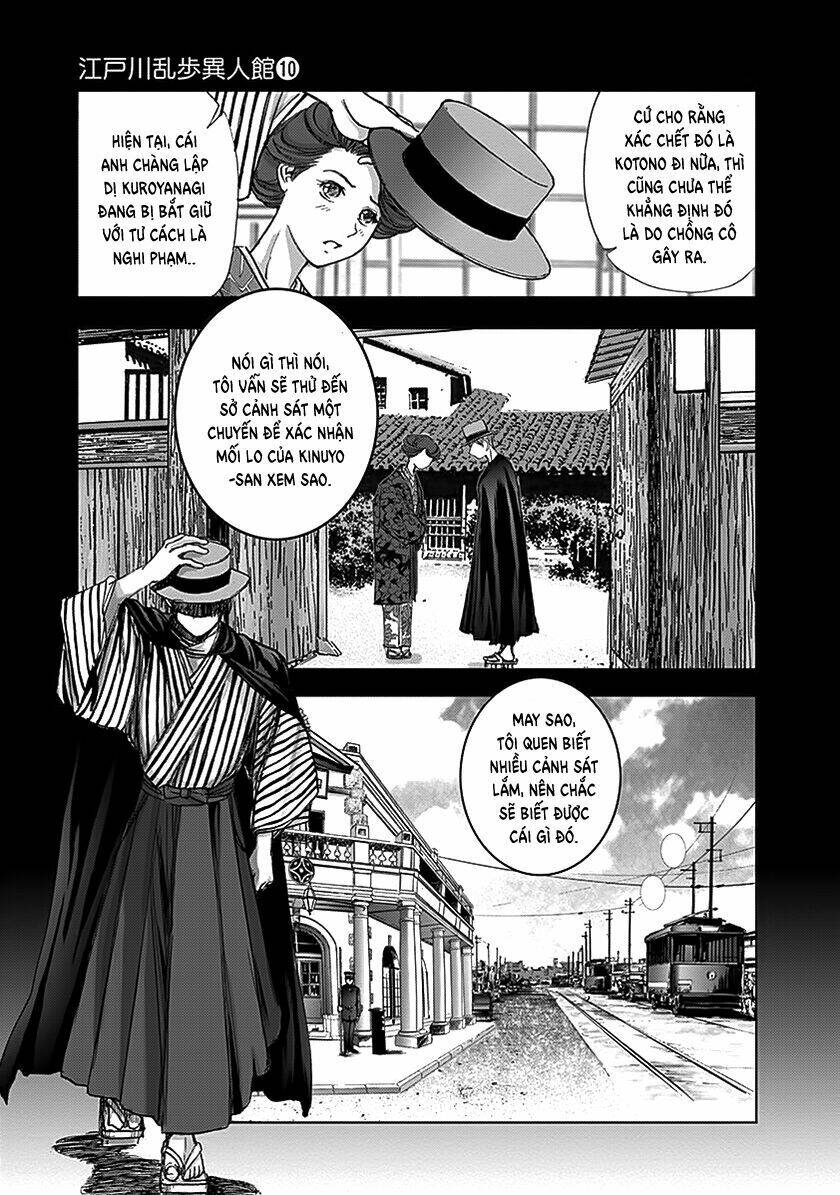 江戸川乱歩異人館⑩
CỨ CHO RẰNG
XÁC CHẾT ĐÓ LÀ
KOTONO ĐI NỮA, THÌ
CŨNG CHƯA THỂ
KHẲNG ĐỊNH ĐÓ
LÀ DO CHỒNG CÔ
GÂY RA.
HIỆN TẠI, CÁI
ANH CHÀNG LẬP
DỊ KUROYANAGI
ĐANG BỊ BẮT GIỮ
VỚI TƯ CÁCH LÀ
NGHI PHẠM..
NÓI GÌ THÌ NÓI,
TÔI VẪN SẼ THỬ ĐẾN
SỞ CẢNH SÁT MỘT
CHUYẾN ĐỂ XÁC NHẬN
MỐI LO CỦA KINUYO
-SAN XEM SAO.
MAY SAO,
TÔI QUEN BIẾT
NHIỀU CẢNH SÁT
LẮM, NÊN CHẮC
SẼ BIẾT ĐƯỢC
CÁI GÌ ĐÓ.